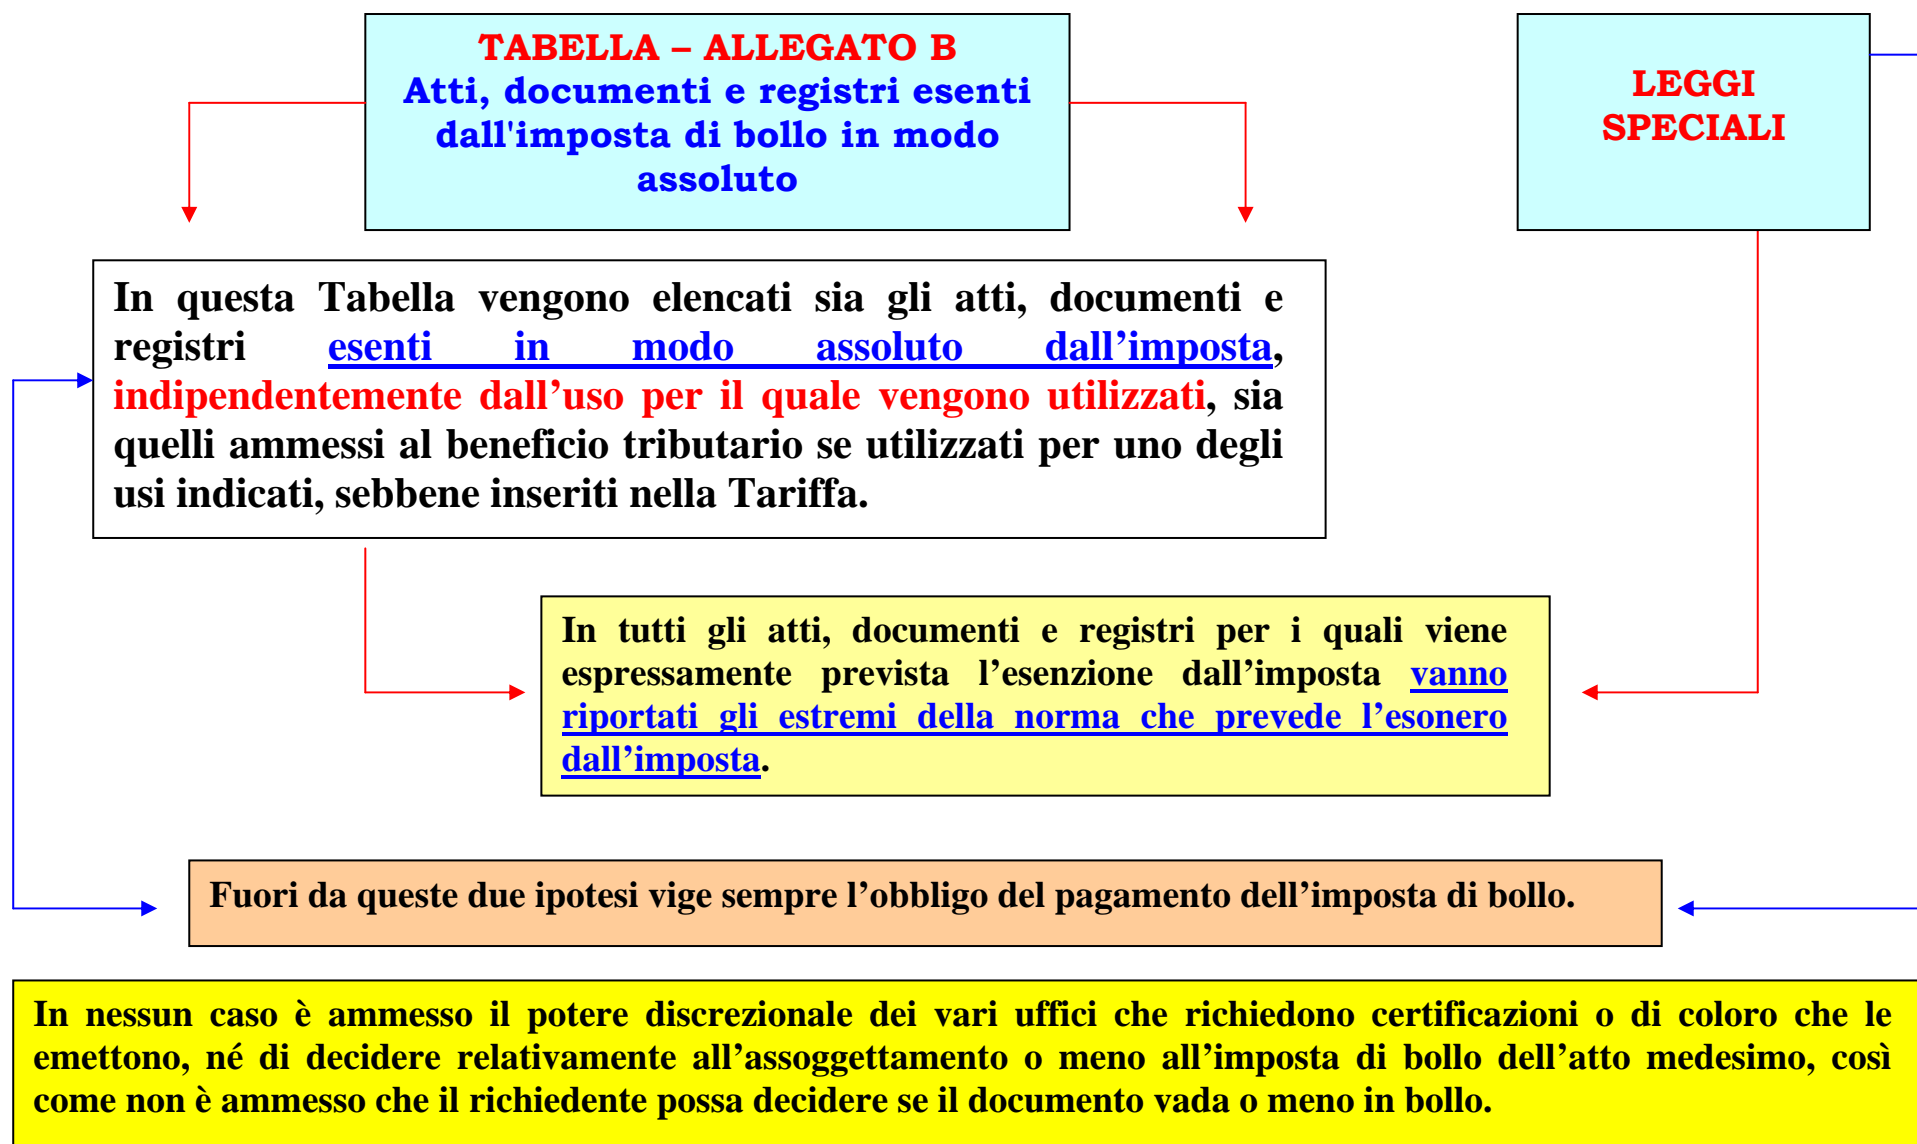 TABELLA – ALLEGATO B
Atti, documenti e registri esenti
dall'imposta di bollo in modo
assoluto
LEGGI
SPECIALI
In questa Tabella vengono elencati sia gli atti, documenti e
registri esenti in modo assoluto dall’imposta,
indipendentemente dall’uso per il quale vengono utilizzati, sia
quelli ammessi al beneficio tributario se utilizzati per uno degli
usi indicati, sebbene inseriti nella Tariffa.
In tutti gli atti, documenti e registri per i quali viene
espressamente prevista l’esenzione dall’imposta vanno
riportati gli estremi della norma che prevede l’esonero
dall’imposta.
Fuori da queste due ipotesi vige sempre l’obbligo del pagamento dell’imposta di bollo.
In nessun caso è ammesso il potere discrezionale dei vari uffici che richiedono certificazioni o di coloro che le
emettono, né di decidere relativamente all’assoggettamento o meno all’imposta di bollo dell’atto medesimo, così
come non è ammesso che il richiedente possa decidere se il documento vada o meno in bollo.